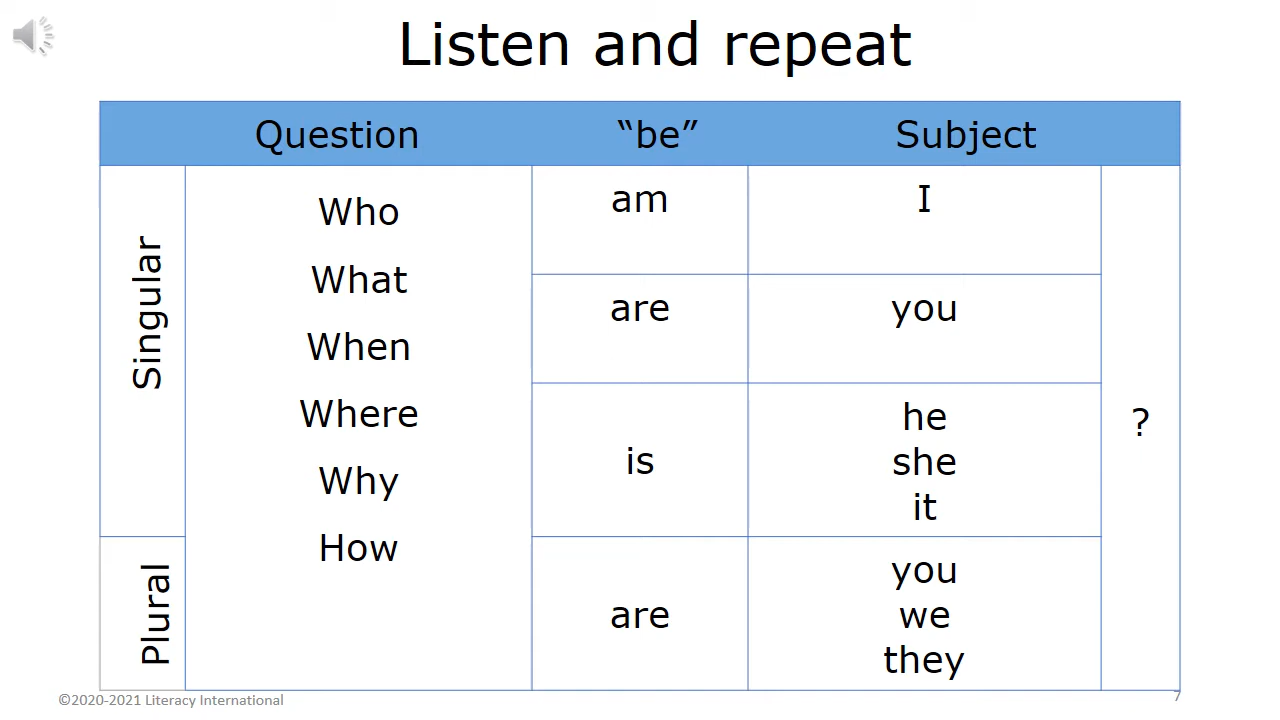 Listen and repeat
Question “be” Subject
Singular
Who
What
When
Where
Why
How
am I
are you
is
he
she
it
?
Plural
are
you
we
they
©2020-2021 Literacy International
7